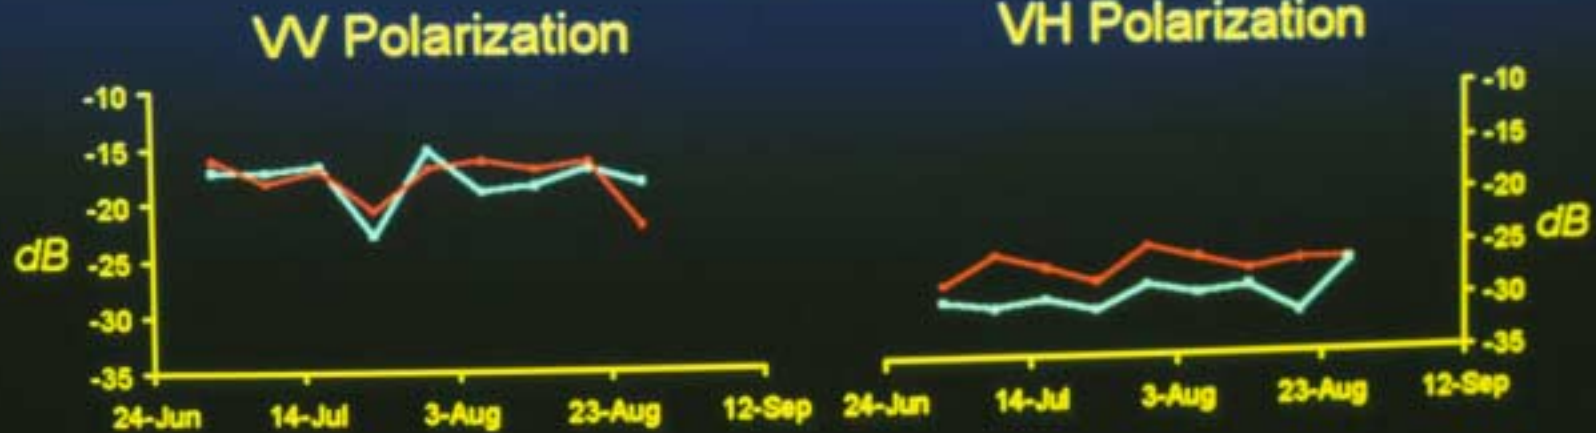 VV Polarization
-10
-15
-20
dB
-25
-30
-35
24-Jun
14-Jul
3-Aug
23-Aug
12-Sep
VH Polarization
-10
-15
-20
dB
-25
-30
-35
24-Jun
14-Jul
3-Aug
23-Aug
12-Sep